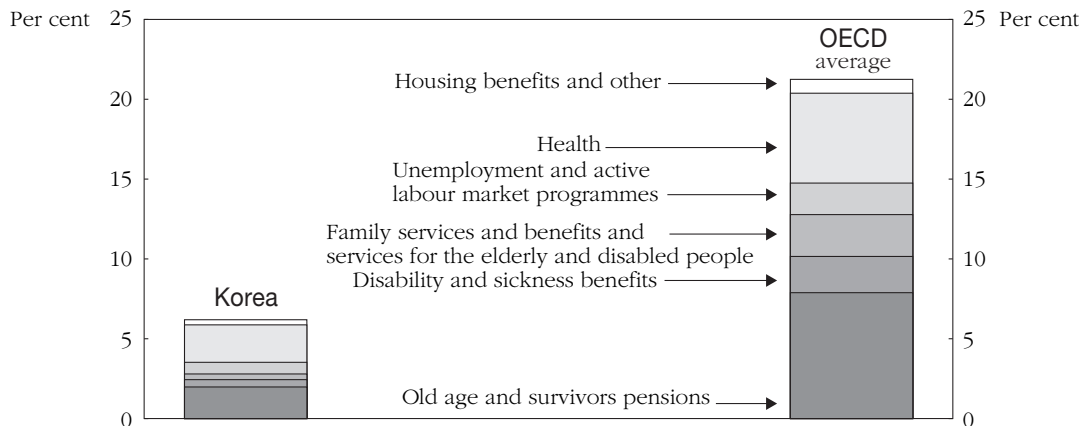 Per cent 25
25 Per cent
OECD
average
Housing benefits and other
20
20
Health
Unemployment and active
labour market programmes
15
15
Family services and benefits and
services for the elderly and disabled people
10
10
Disability and sickness benefits
Korea
5
5
Old age and survivors pensions
0
0